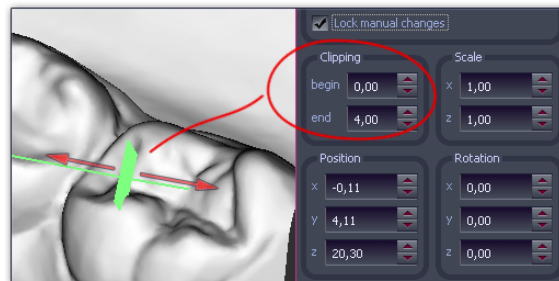 Lock manual changes
Clipping
begin 0,00
end 4,00
Scale
x 1,00
z 1,00
Position
x -0,11
y 4,11
z 20,30
Rotation
x 0,00
y 0,00
z 0,00